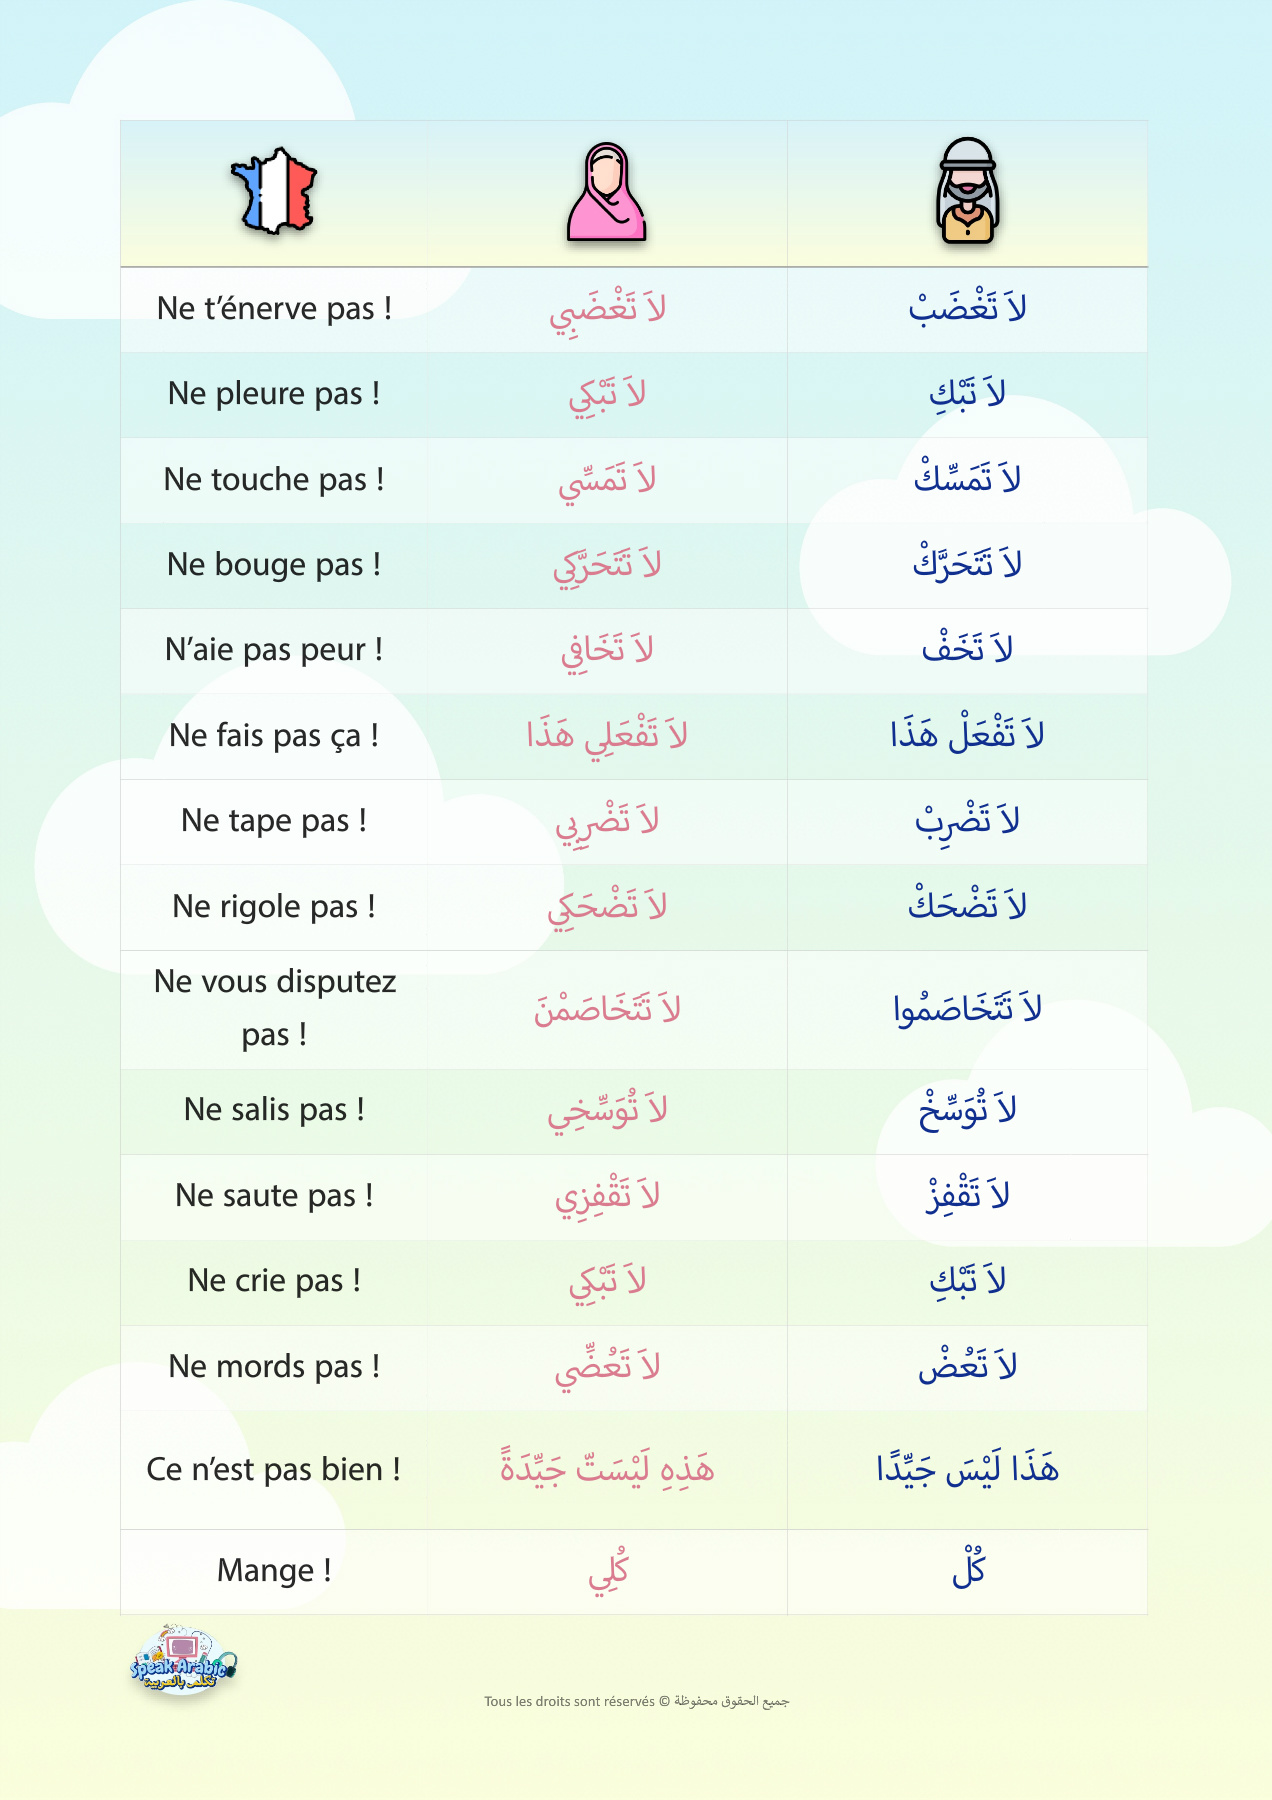 Ne t’énerve pas ! لاَ تَغْضَبِي لاَ تَغْضَبْ
Ne pleure pas ! لاَ تَبْكِي لاَ تَبْكِ
Ne touche pas ! لاَ تَمَسِّي لاَ تَمَسِّكْ
Ne bouge pas ! لاَ تَتَحَرَّكِي لاَ تَتَحَرَّكْ
N’aie pas peur ! لاَ تَخَافِي لاَ تَخَفْ
Ne fais pas ça ! لاَ تَفْعَلِي هَذَا لاَ تَفْعَلْ هَذَا
Ne tape pas ! لاَ تَضْرِبِي لاَ تَضْرِبْ
Ne rigole pas ! لاَ تَضْحَكِي لاَ تَضْحَكْ
Ne vous disputez
pas ! لاَ تَتَخَاصَمْنَ لاَ تَتَخَاصَمُوا
Ne salis pas ! لاَ تُوَسِّخِي لاَ تُوَسِّخْ
Ne saute pas ! لاَ تَقْفِزِي لاَ تَقْفِزْ
Ne crie pas ! لاَ تَبْكِي لاَ تَبْكِ
Ne mords pas ! لاَ تَعُضِّي لاَ تَعُضْ
Ce n’est pas bien ! هَذِهِ لَيْسَتّ جَيِّدَةً هَذَا لَيْسَ جَيِّدًا
Mange ! كُلِي كُلْ
Speak Arabic
تكلمي بالعربية
Tous les droits sont réservés © جميع الحقوق محفوظة